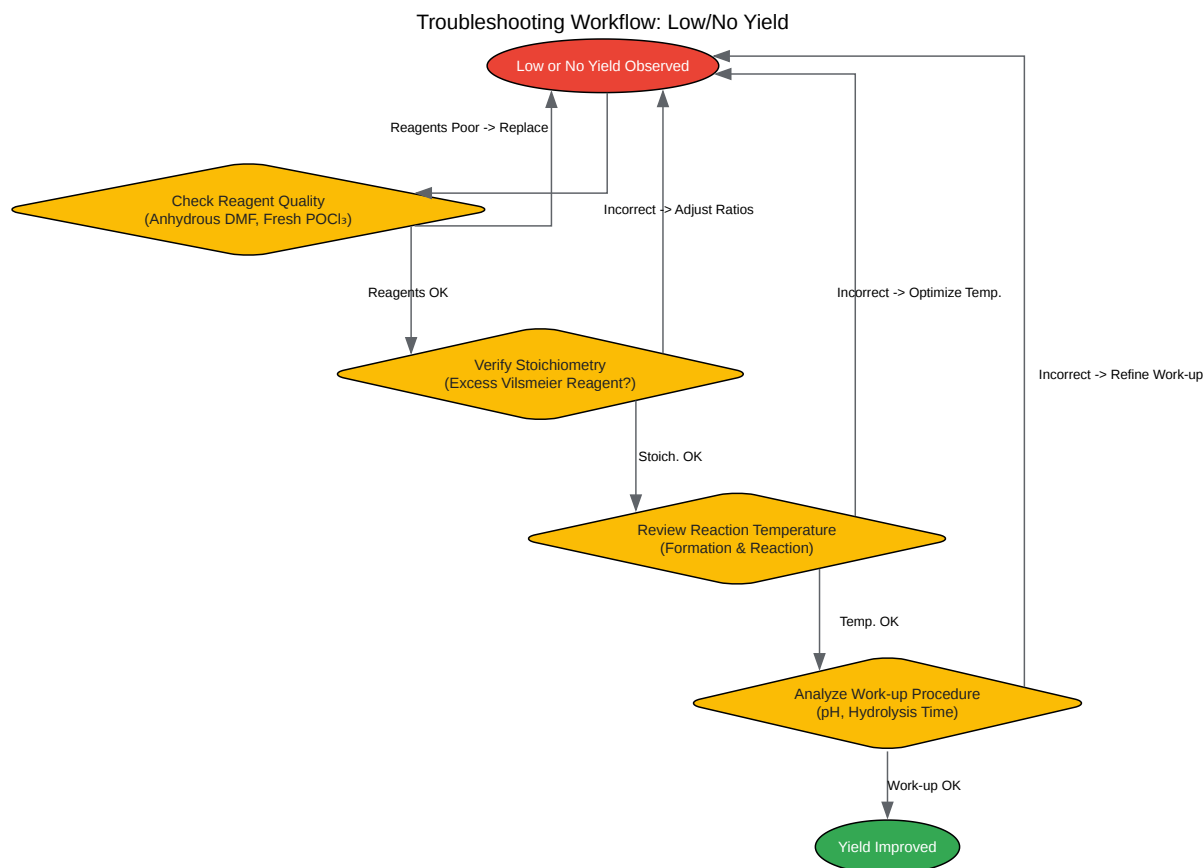 Troubleshooting Workflow: Low/No Yield
Low or No Yield Observed
Reagents Poor -> Replace
Check Reagent Quality
(Anhydrous DMF, Fresh POCl₃)
Incorrect -> Adjust Ratios
Reagents OK
Incorrect -> Optimize Temp.
Verify Stoichiometry
(Excess Vilsmeier Reagent?)
Incorrect -> Refine Work-up
Stoich. OK
Review Reaction Temperature
(Formation & Reaction)
Temp. OK
Analyze Work-up Procedure
(pH, Hydrolysis Time)
Work-up OK
Yield Improved